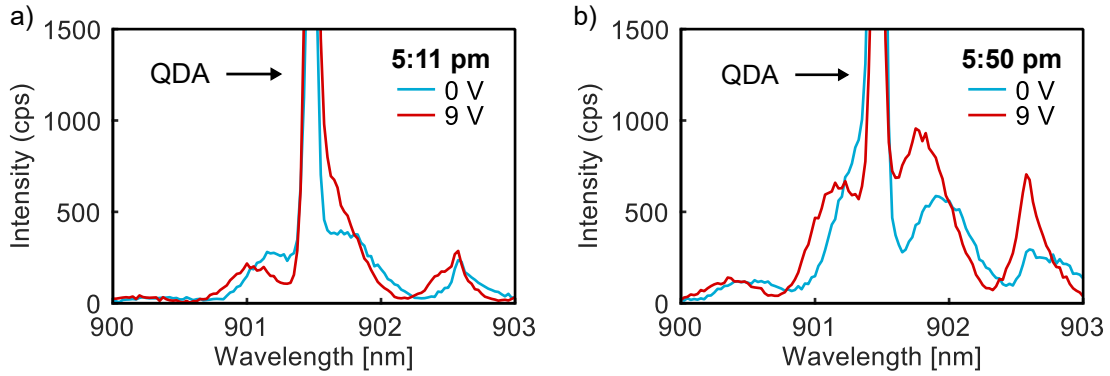 a)
1500
1000
500
0
Intensity (cps)
QDA
5:11 pm
0 V
9 V
900
901
902
903
Wavelength [nm]
b)
1500
1000
500
0
Intensity (cps)
QDA
5:50 pm
0 V
9 V
900
901
902
903
Wavelength [nm]